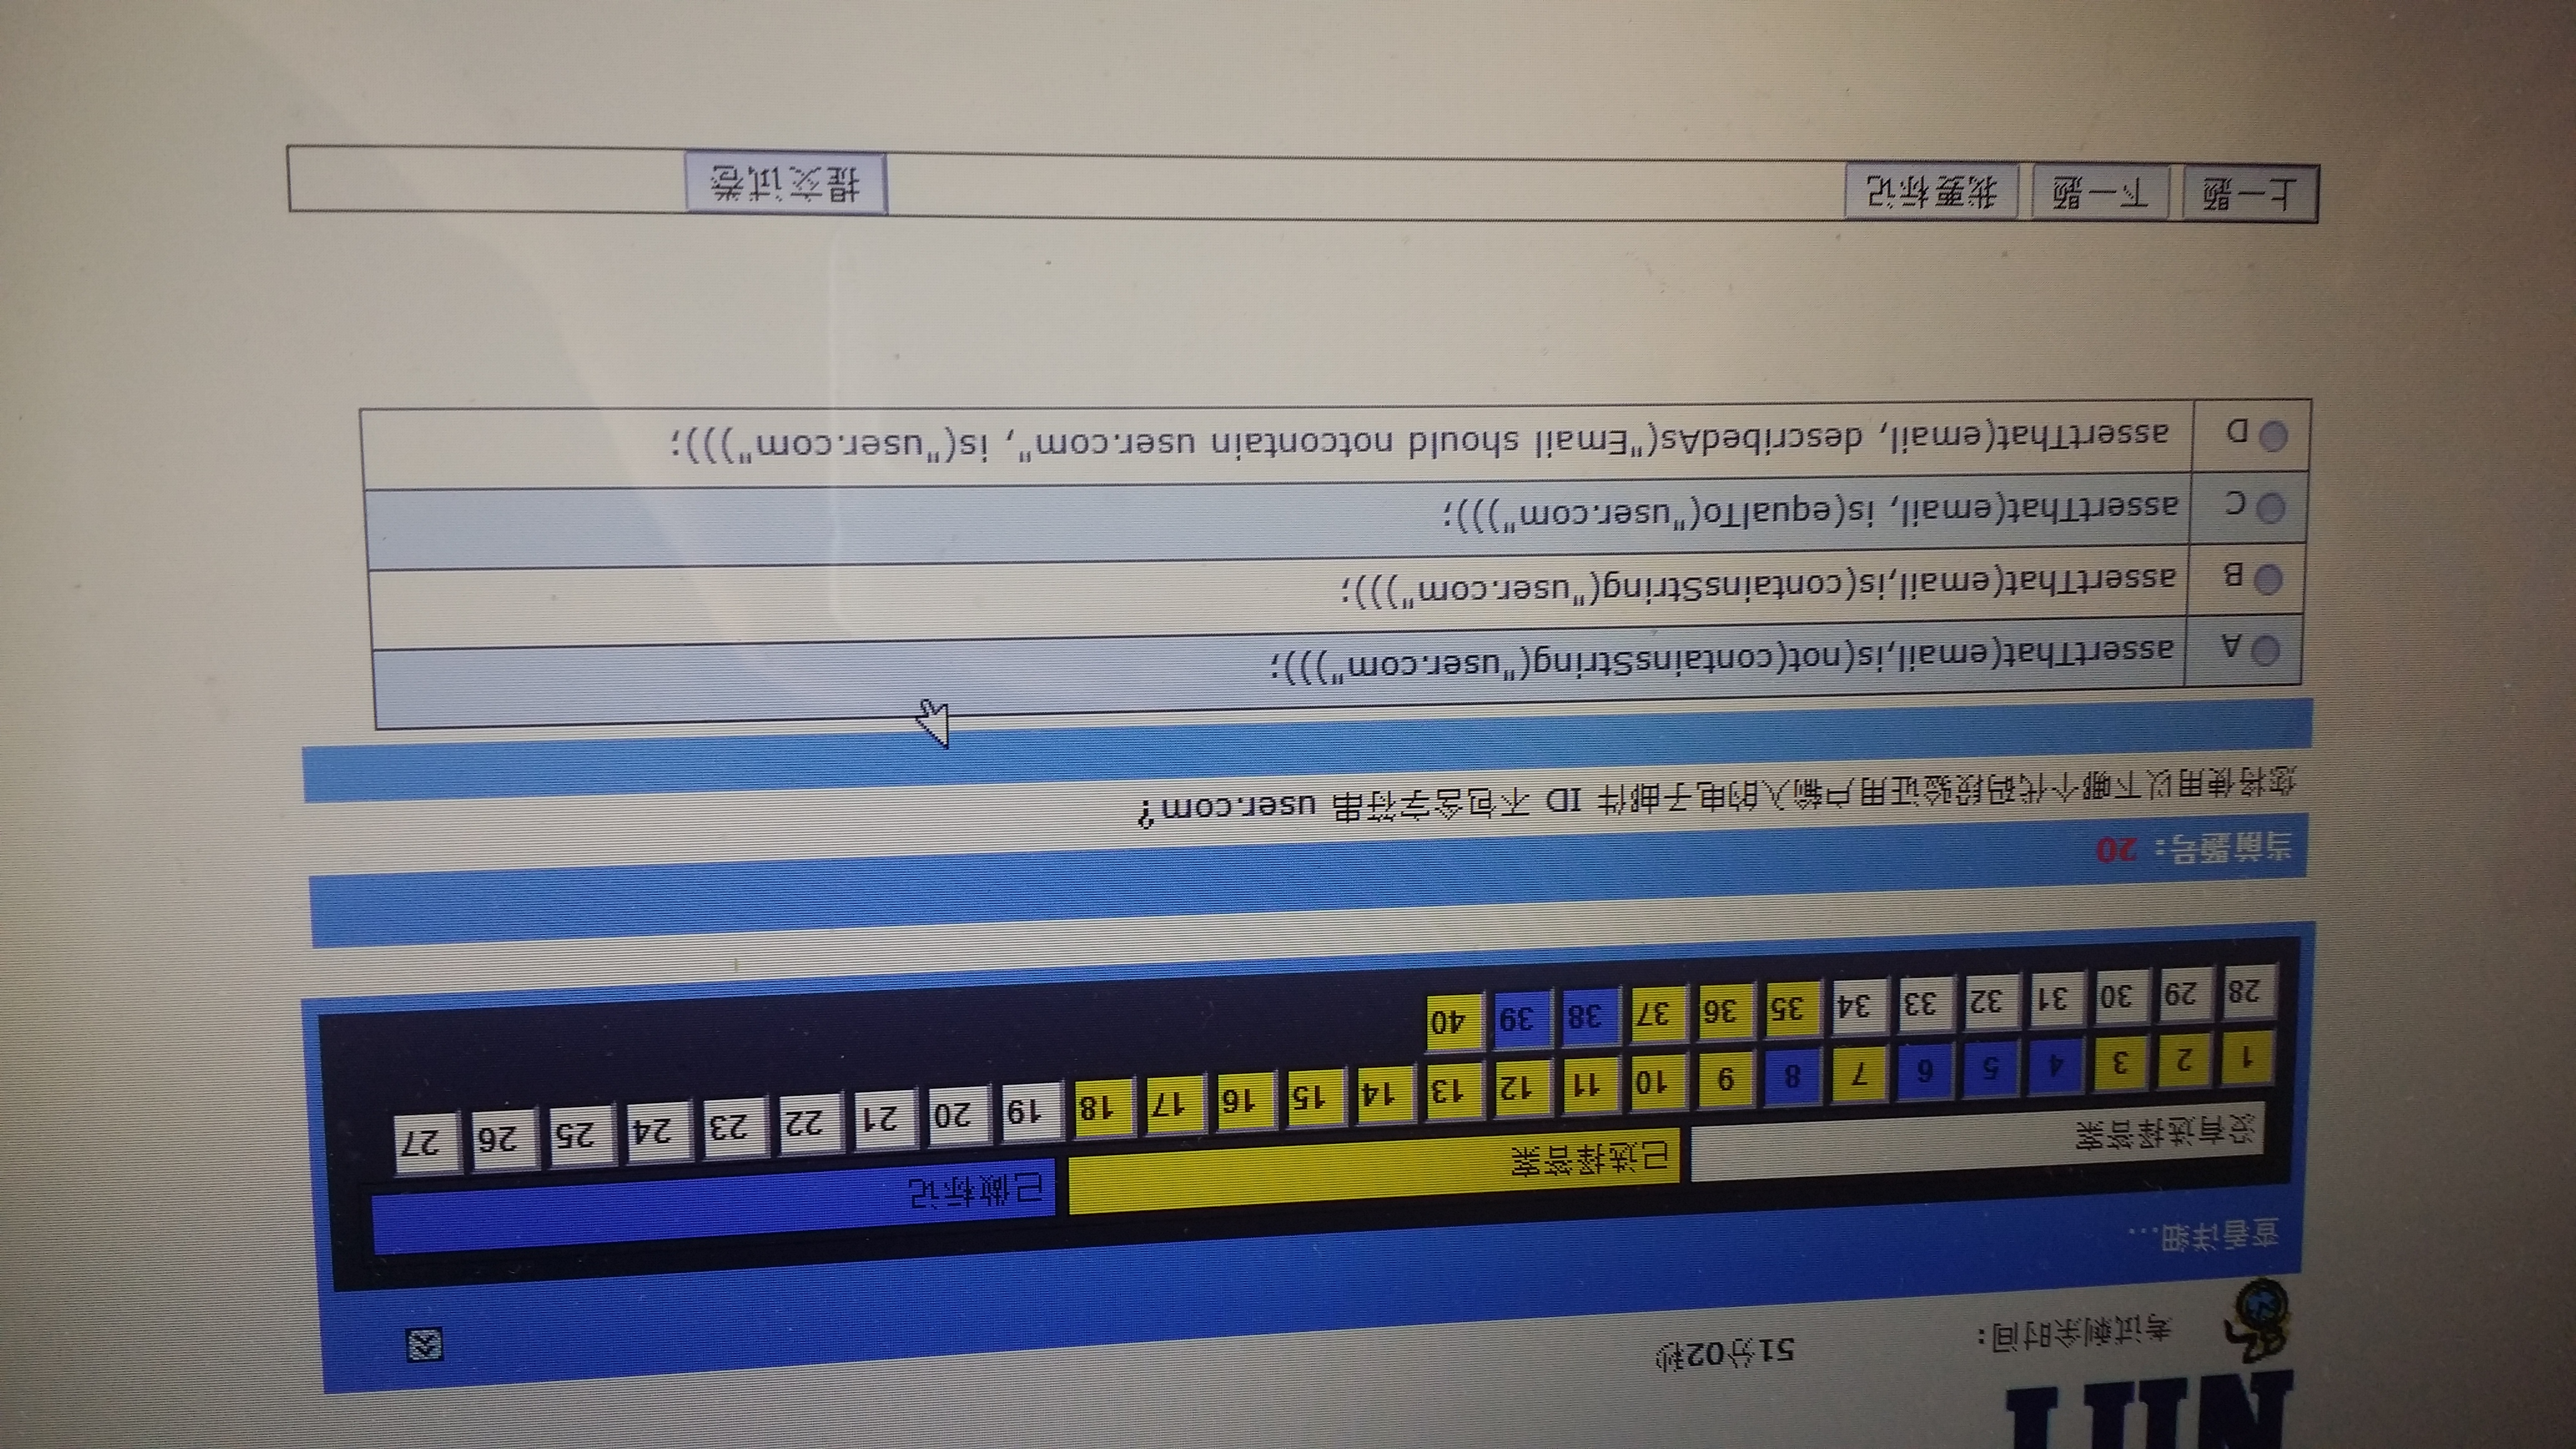 NIIT
考试剩余时间： 51分02秒
查看详细...
没有选择答案 已选择答案 已做标记
1 2 3 4 5 6 7 8 9 10 11 12 13 14 15 16 17 18 19 20 21 22 23 24 25 26 27
28 29 30 31 32 33 34 35 36 37 38 39 40
当前题号：20
您将使用以下哪个代码段验证用户输入的电子邮件 ID 不包含字符串 user.com？
A assertThat(email,is(not(containsString("user.com")));
B assertThat(email,is(containsString("user.com")));
C assertThat(email, is(equalTo("user.com")));
D assertThat(email, describedAs("Email should notcontain user.com", is("user.com")));
上一题 下一题 我要标记 提交试卷